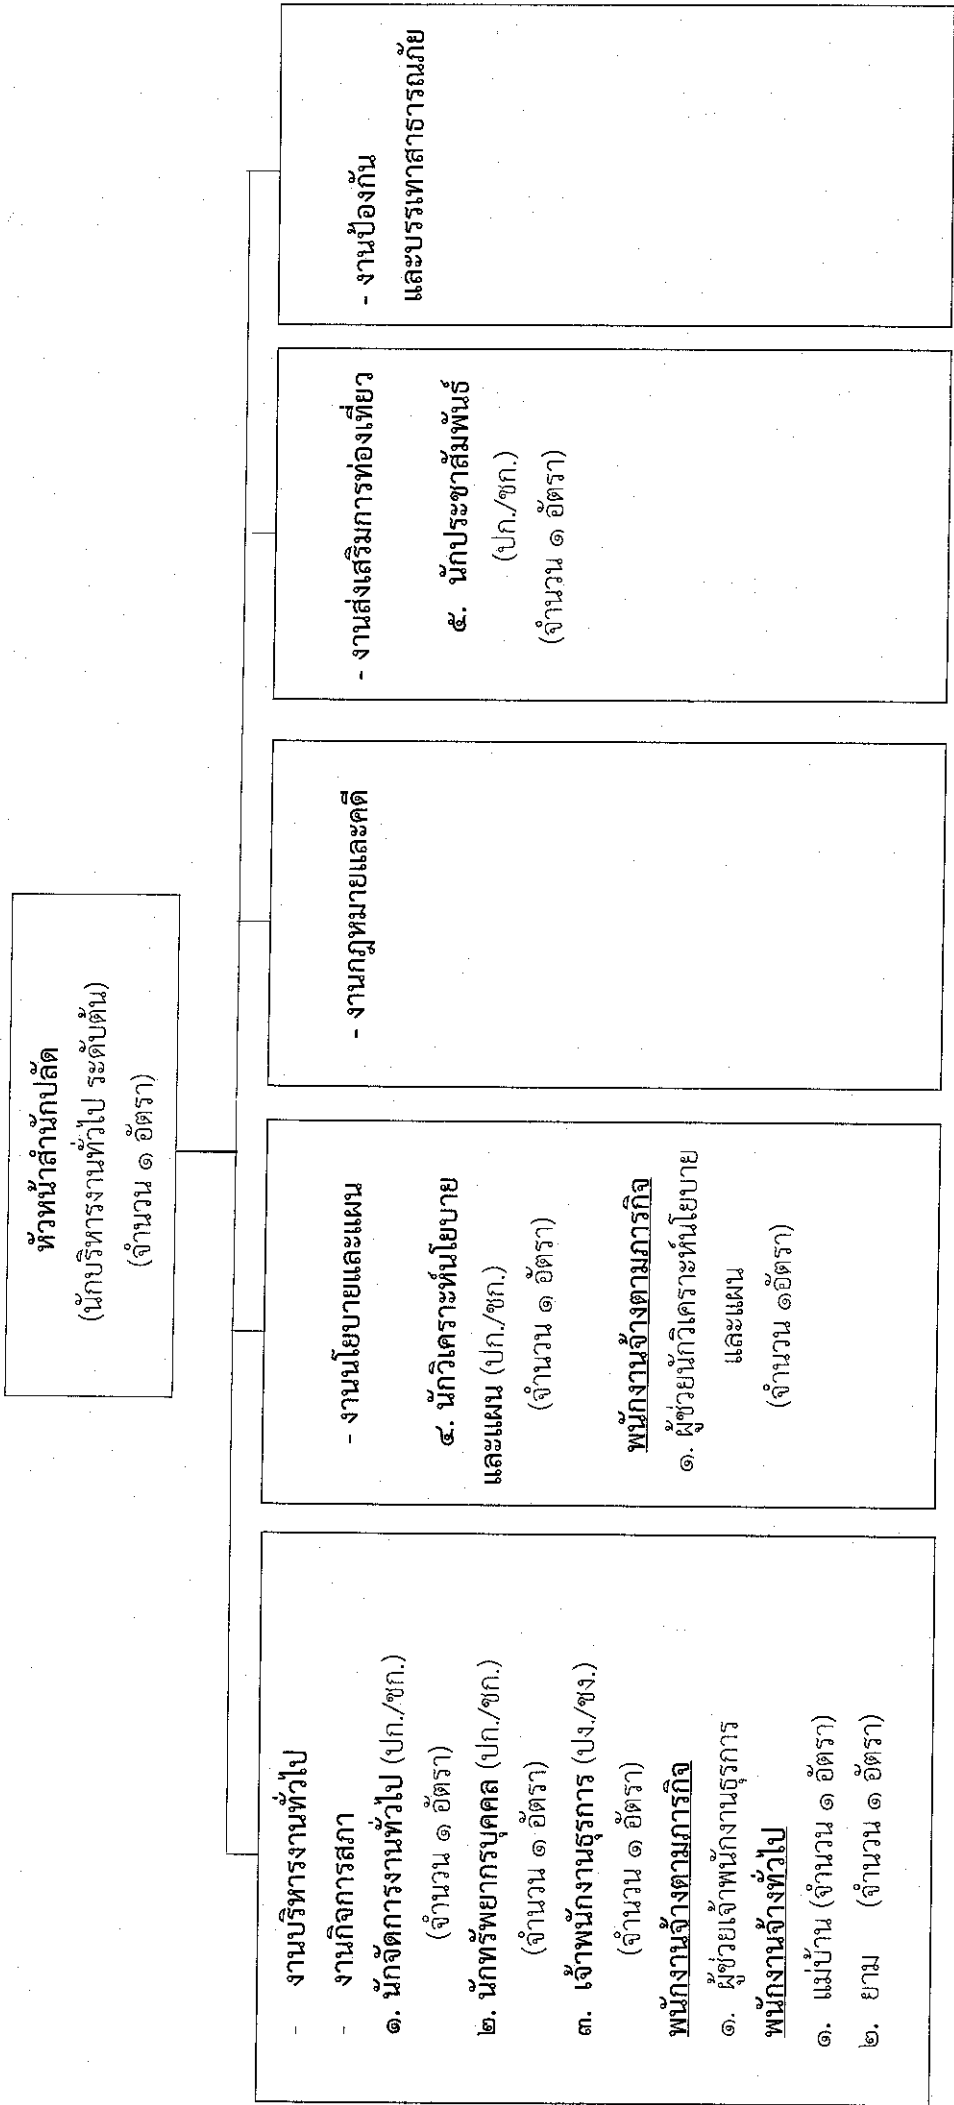 หัวหน้าสำนักปลัด
(นักบริหารงานทั่วไป ระดับต้น)
(จำนวน ๑ อัตรา)
- งานบริหารงานทั่วไป
- งานกิจการสภา
๑. นักจัดการงานทั่วไป (ปก./ชก.)
(จำนวน ๑ อัตรา)
๒. นักทรัพยากรบุคคล (ปก./ชก.)
(จำนวน ๑ อัตรา)
๓. เจ้าพนักงานธุรการ (ปง./ชง.)
(จำนวน ๑ อัตรา)
พนักงานจ้างตามภารกิจ
๑. ผู้ช่วยเจ้าพนักงานธุรการ
พนักงานจ้างทั่วไป
๑. แม่บ้าน (จำนวน ๑ อัตรา)
๒. ยาม (จำนวน ๑ อัตรา)
- งานนโยบายและแผน
๔. นักวิเคราะห์นโยบาย
และแผน (ปก./ชก.)
(จำนวน ๑ อัตรา)
พนักงานจ้างตามภารกิจ
๑. ผู้ช่วยนักวิเคราะห์นโยบาย
และแผน
(จำนวน ๑อัตรา)
- งานกฎหมายและคดี
- งานส่งเสริมการท่องเที่ยว
๕. นักประชาสัมพันธ์
(ปก./ชก.)
(จำนวน ๑ อัตรา)
- งานป้องกัน
และบรรเทาสาธารณภัย